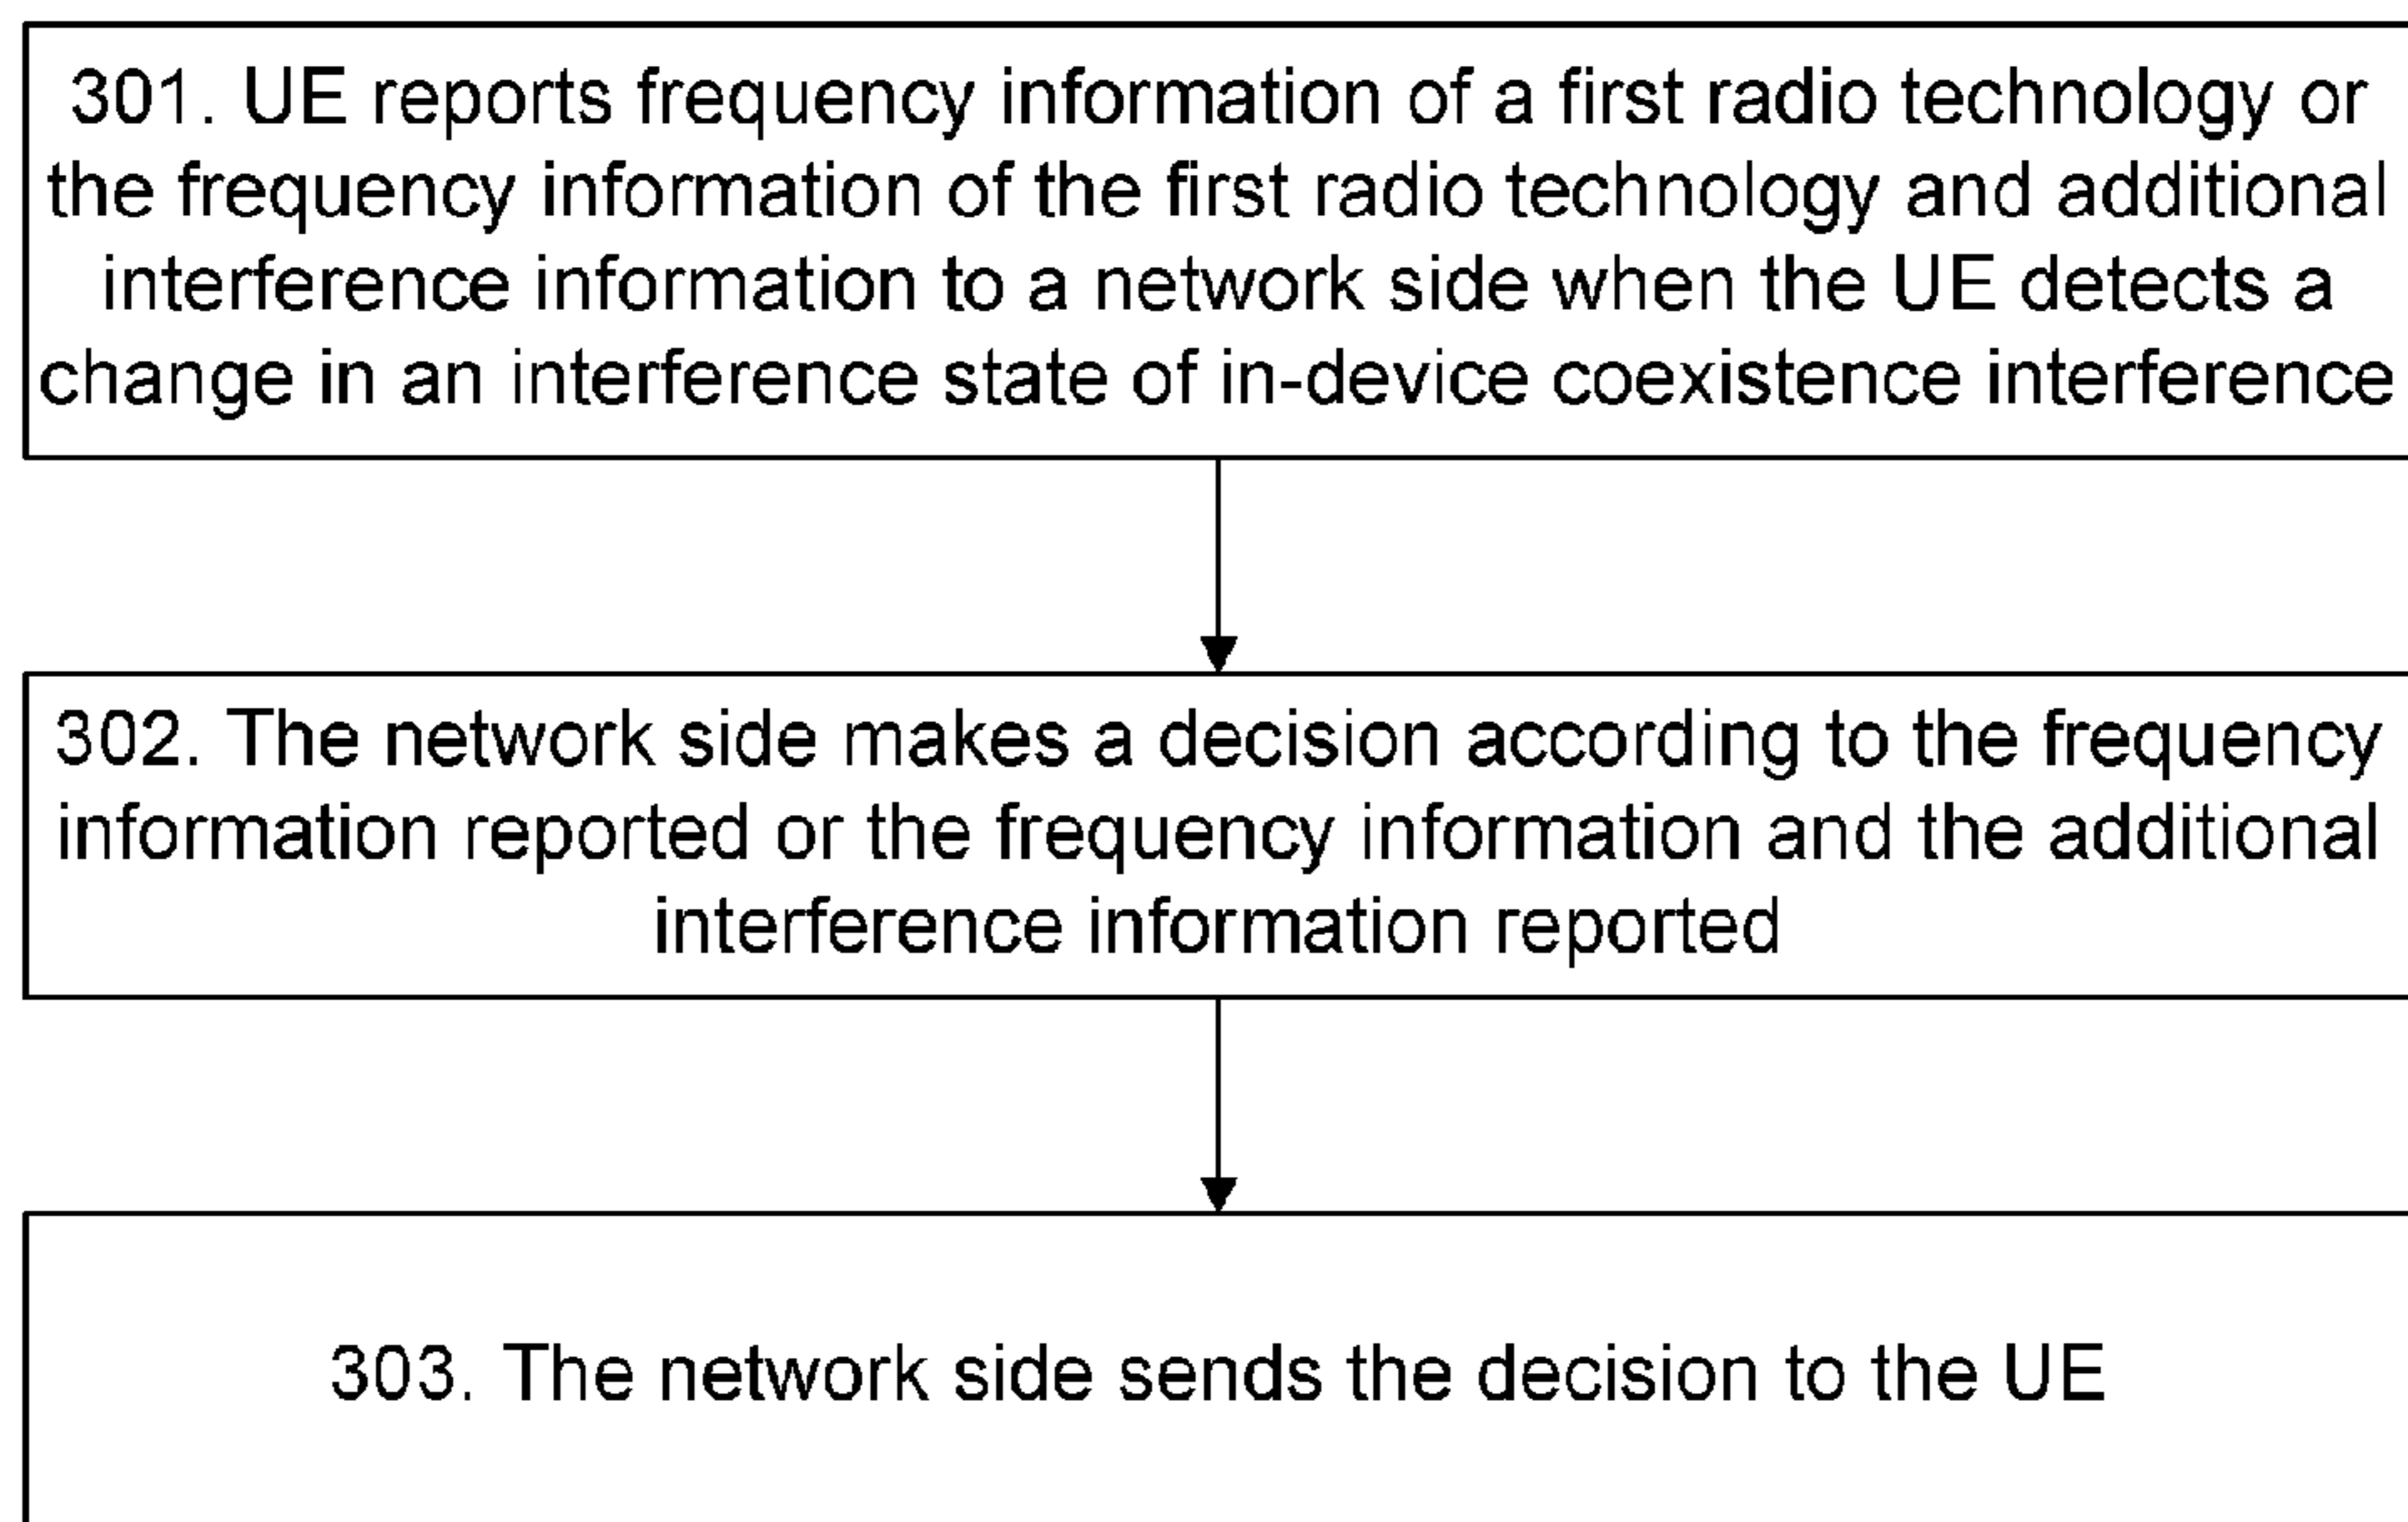 301. UE reports frequency information of a first radio technology or
the frequency information of the first radio technology and additional
interference information to a network side when the UE detects a
change in an interference state of in-device coexistence interference
302. The network side makes a decision according to the frequency
information reported or the frequency information and the additional
interference information reported
303. The network side sends the decision to the UE